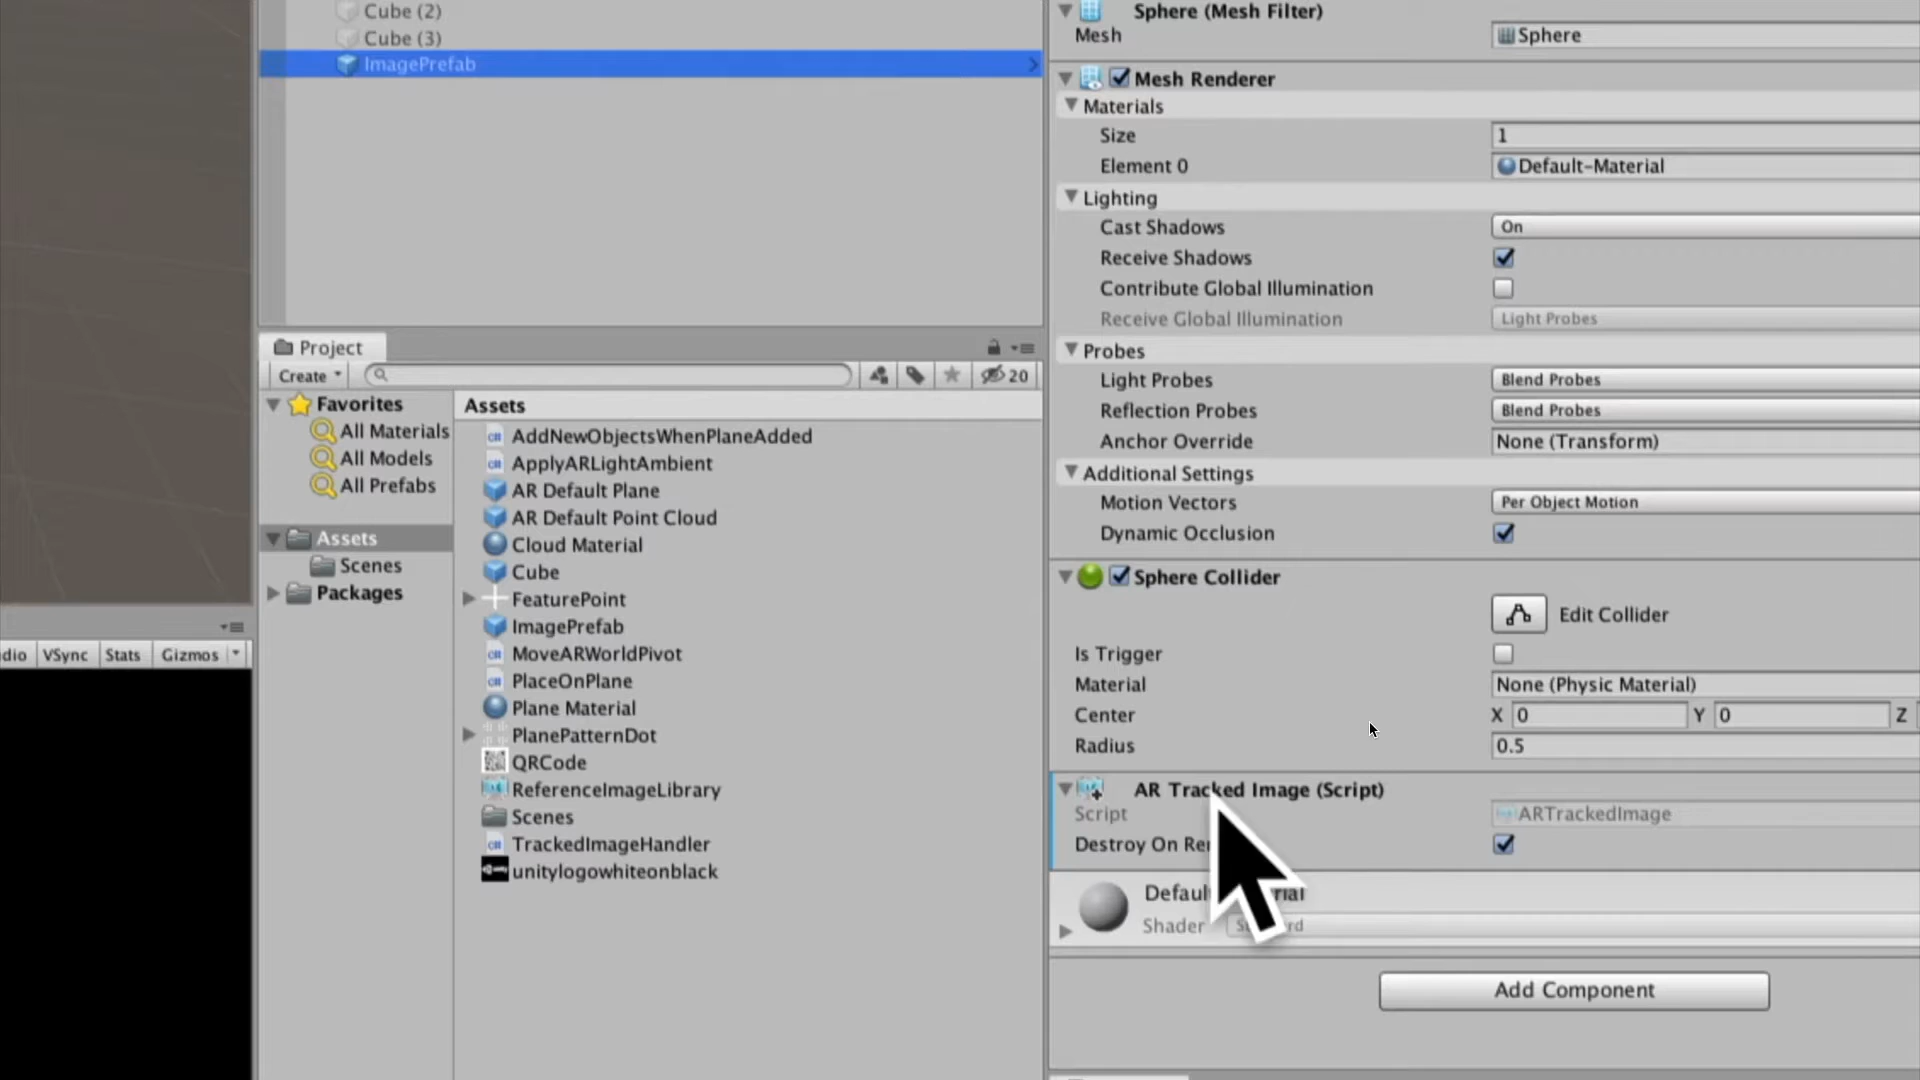 Cube (2)
Cube (3)
ImagePrefab
Project
Create
20
Favorites
All Materials
All Models
All Prefabs
Assets
Scenes
Packages
Assets
AddNewObjectsWhenPlaneAdded
ApplyARLightAmbient
AR Default Plane
AR Default Point Cloud
Cloud Material
Cube
FeaturePoint
ImagePrefab
MoveARWorldPivot
PlaceOnPlane
Plane Material
PlanePatternDot
QRCode
ReferenceImageLibrary
Scenes
TrackedImageHandler
unitylogowhiteonblack
dio VSync Stats Gizmos
Sphere (Mesh Filter)
Mesh Sphere
Mesh Renderer
Materials
Size 1
Element 0 Default-Material
Lighting
Cast Shadows On
Receive Shadows
Contribute Global Illumination
Receive Global Illumination Light Probes
Probes
Light Probes Blend Probes
Reflection Probes Blend Probes
Anchor Override None (Transform)
Additional Settings
Motion Vectors Per Object Motion
Dynamic Occlusion
Sphere Collider
Edit Collider
Is Trigger
Material None (Physic Material)
Center X 0 Y 0 Z
Radius 0.5
AR Tracked Image (Script)
Script ARTrackedImage
Destroy On Re
Defaul rial
Shader
Add Component